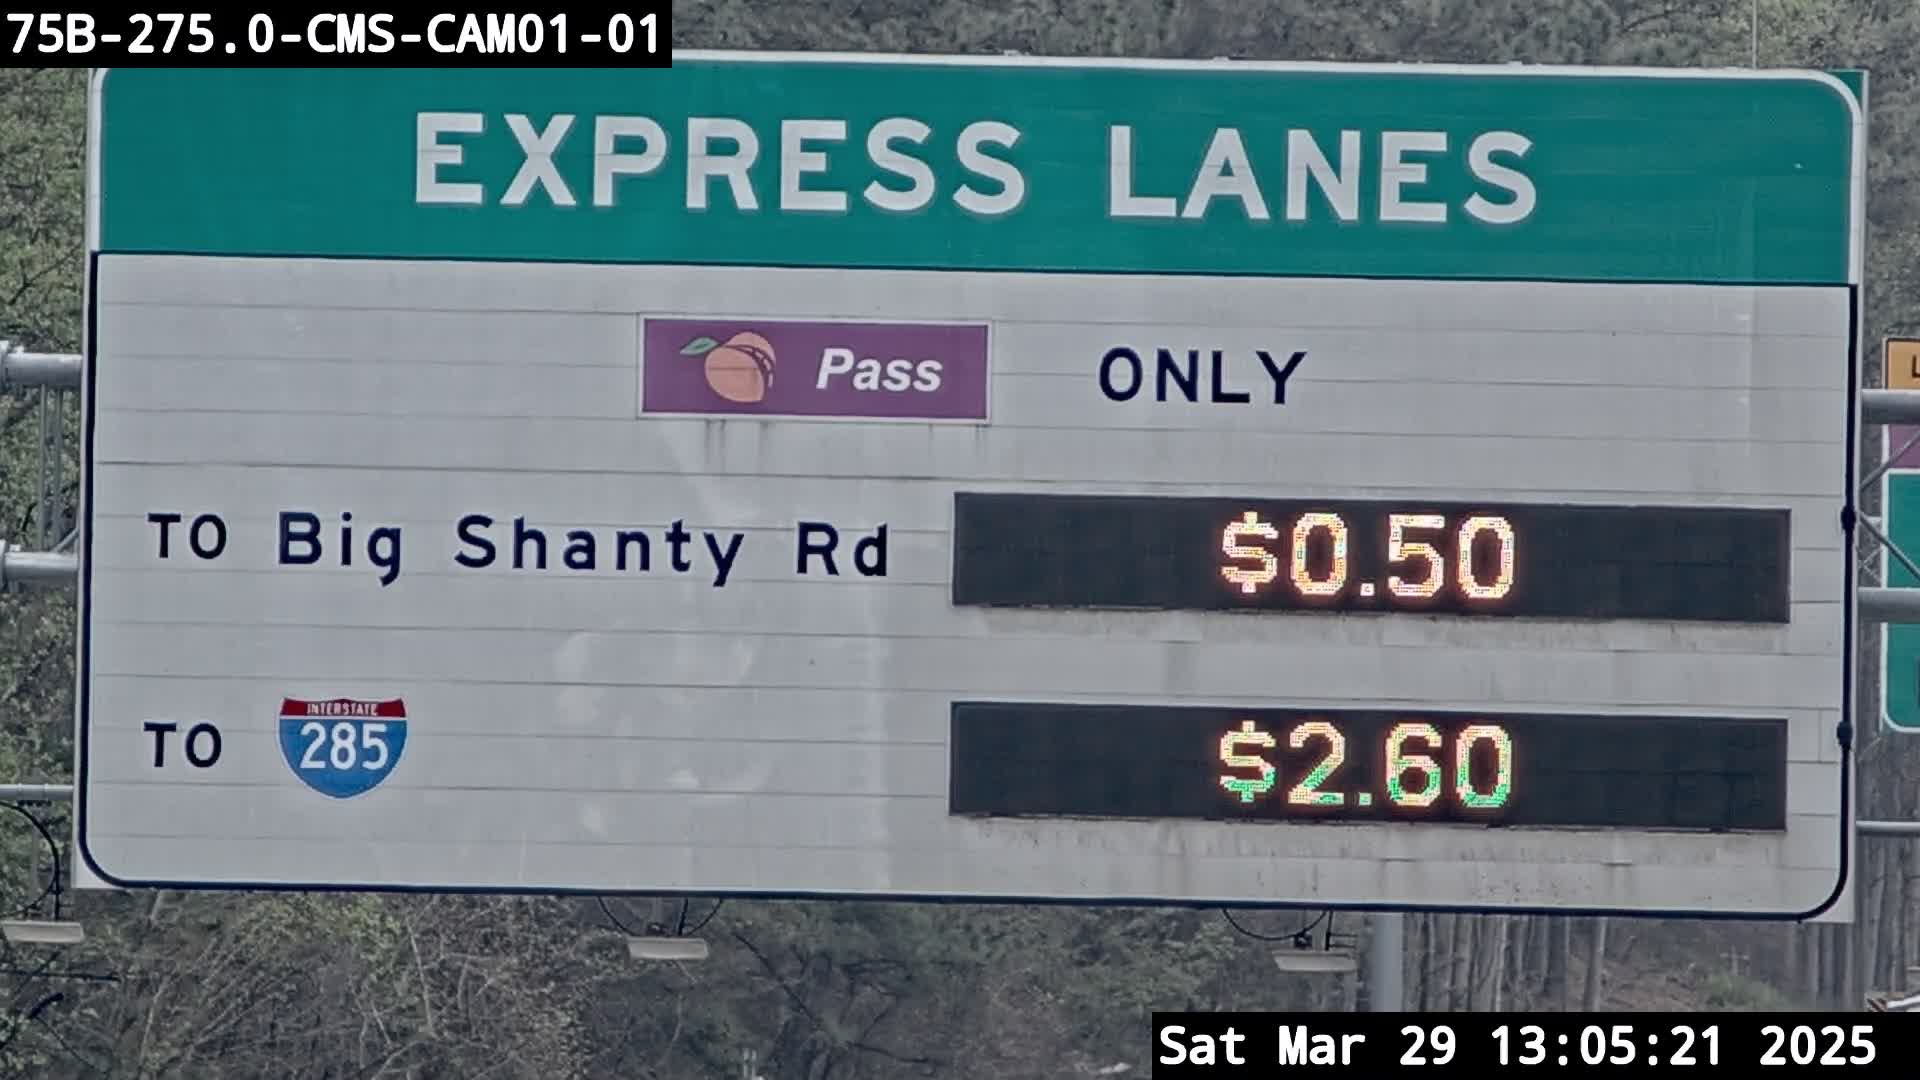 75B-275.0-CMS-CAM01-01
EXPRESS LANES
Pass ONLY
TO Big Shanty Rd $0.50
INTERSTATE
TO 285 $2.60
Sat Mar 29 13:05:21 2025